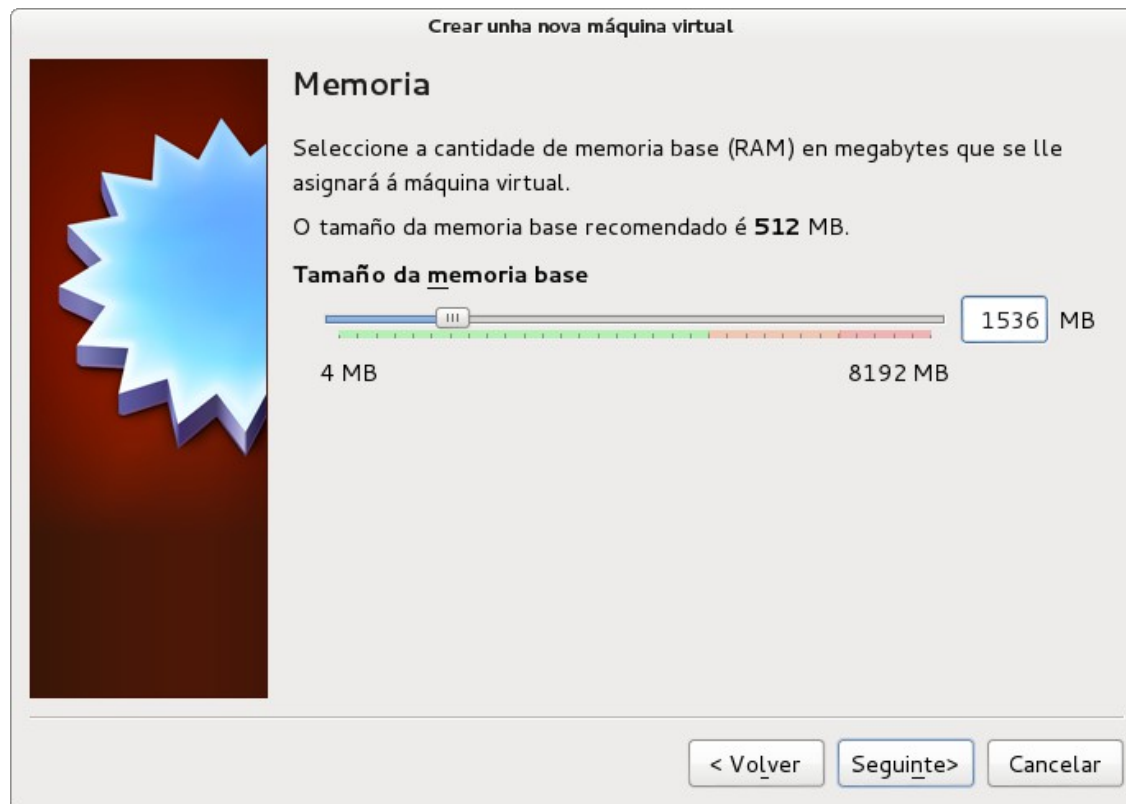 Crear unha nova máquina virtual
Memoria
Seleccione a cantidade de memoria base (RAM) en megabytes que se lle
asignará á máquina virtual.
O tamaño da memoria base recomendado é 512 MB.
Tamaño da memoria base
1536 MB
4 MB 8192 MB
< Volver Seguinte> Cancelar